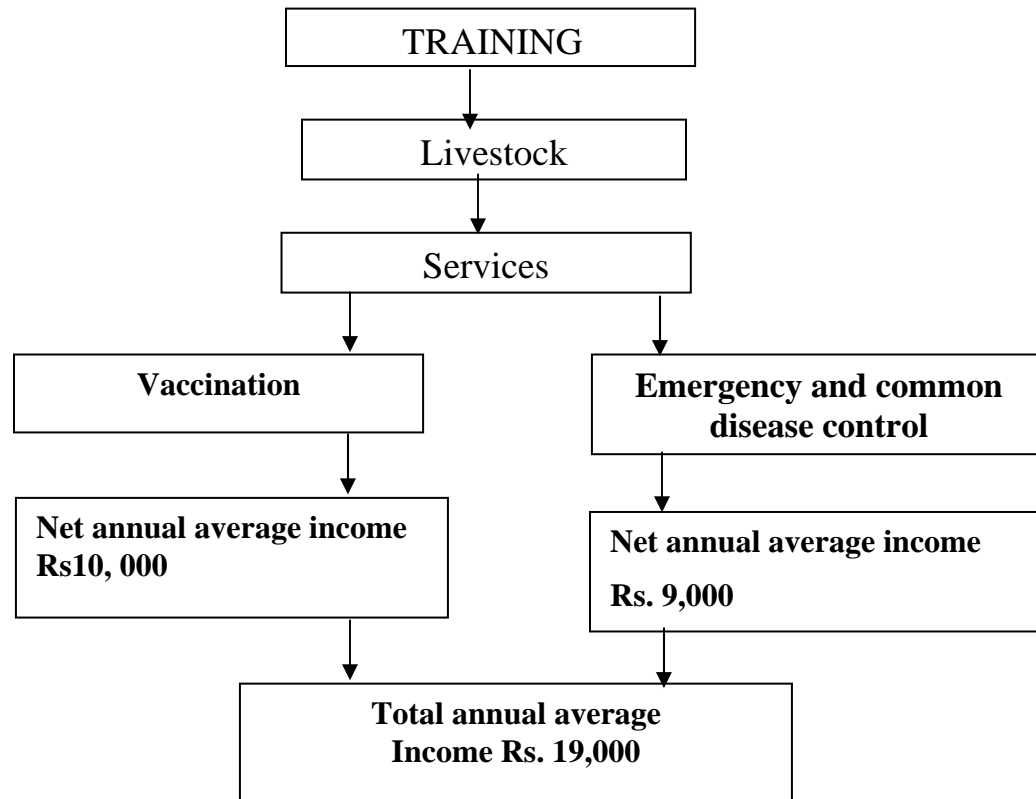 TRAINING
Livestock
Services
Vaccination
Emergency and common
disease control
Net annual average income
Rs10, 000
Net annual average income
Rs. 9,000
Total annual average
Income Rs. 19,000